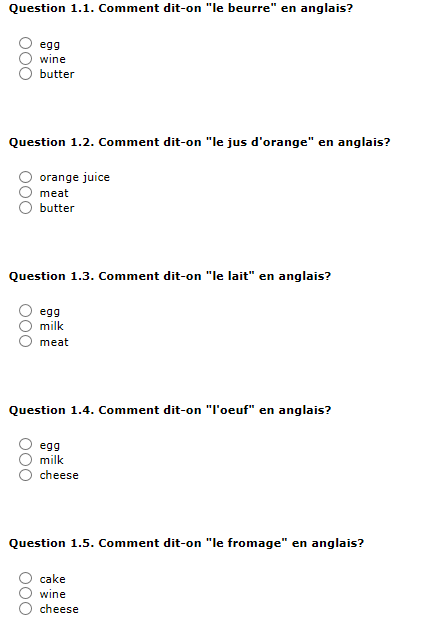 Question 1.1. Comment dit-on "le beurre" en anglais?
egg
wine
butter
Question 1.2. Comment dit-on "le jus d'orange" en anglais?
orange juice
meat
butter
Question 1.3. Comment dit-on "le lait" en anglais?
egg
milk
meat
Question 1.4. Comment dit-on "l'oeuf" en anglais?
egg
milk
cheese
Question 1.5. Comment dit-on "le fromage" en anglais?
cake
wine
cheese